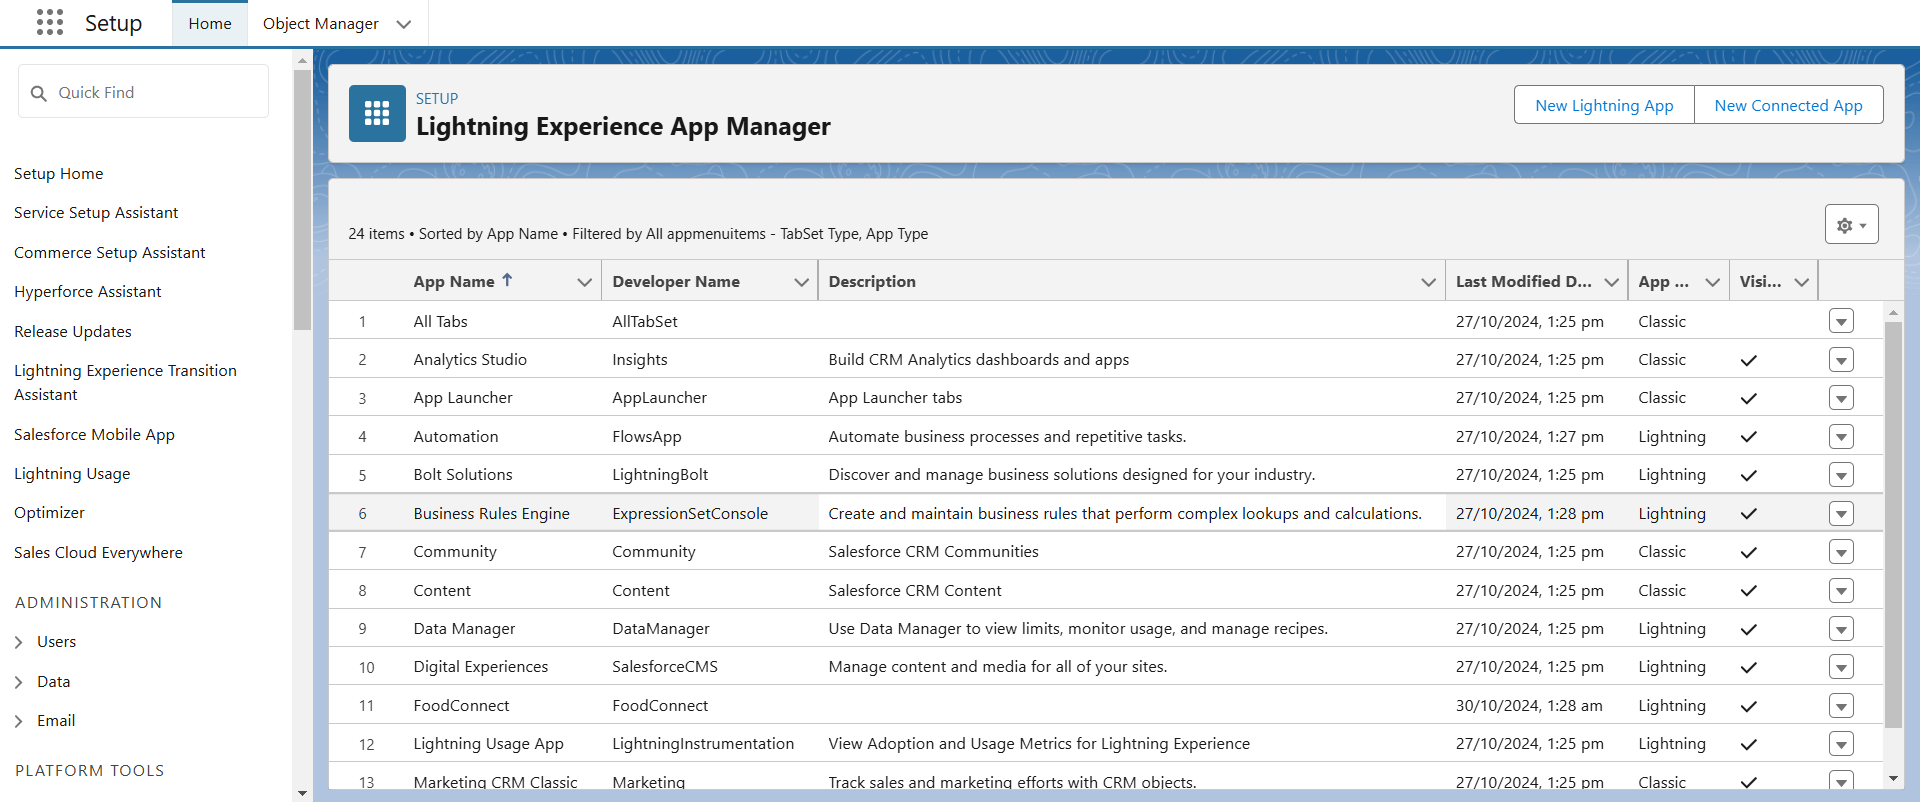 Setup
Home
Object Manager
Quick Find
Setup Home
Service Setup Assistant
Commerce Setup Assistant
Hyperforce Assistant
Release Updates
Lightning Experience Transition
Assistant
Salesforce Mobile App
Lightning Usage
Optimizer
Sales Cloud Everywhere
ADMINISTRATION
Users
Data
Email
PLATFORM TOOLS
SETUP
Lightning Experience App Manager
New Lightning App
New Connected App
24 items • Sorted by App Name • Filtered by All appmenuitems - TabSet Type, App Type
App Name Developer Name Description Last Modified D... App ... Visi...
1 All Tabs AllTabSet 27/10/2024, 1:25 pm Classic
2 Analytics Studio Insights Build CRM Analytics dashboards and apps 27/10/2024, 1:25 pm Classic
3 App Launcher AppLauncher App Launcher tabs 27/10/2024, 1:25 pm Classic
4 Automation FlowsApp Automate business processes and repetitive tasks. 27/10/2024, 1:27 pm Lightning
5 Bolt Solutions LightningBolt Discover and manage business solutions designed for your industry. 27/10/2024, 1:25 pm Lightning
6 Business Rules Engine ExpressionSetConsole Create and maintain business rules that perform complex lookups and calculations. 27/10/2024, 1:28 pm Lightning
7 Community Community Salesforce CRM Communities 27/10/2024, 1:25 pm Classic
8 Content Content Salesforce CRM Content 27/10/2024, 1:25 pm Classic
9 Data Manager DataManager Use Data Manager to view limits, monitor usage, and manage recipes. 27/10/2024, 1:25 pm Lightning
10 Digital Experiences SalesforceCMS Manage content and media for all of your sites. 27/10/2024, 1:25 pm Lightning
11 FoodConnect FoodConnect 30/10/2024, 1:28 am Lightning
12 Lightning Usage App LightningInstrumentation View Adoption and Usage Metrics for Lightning Experience 27/10/2024, 1:25 pm Lightning
13 Marketing CRM Classic Marketing Track sales and marketing efforts with CRM objects. 27/10/2024, 1:25 pm Classic